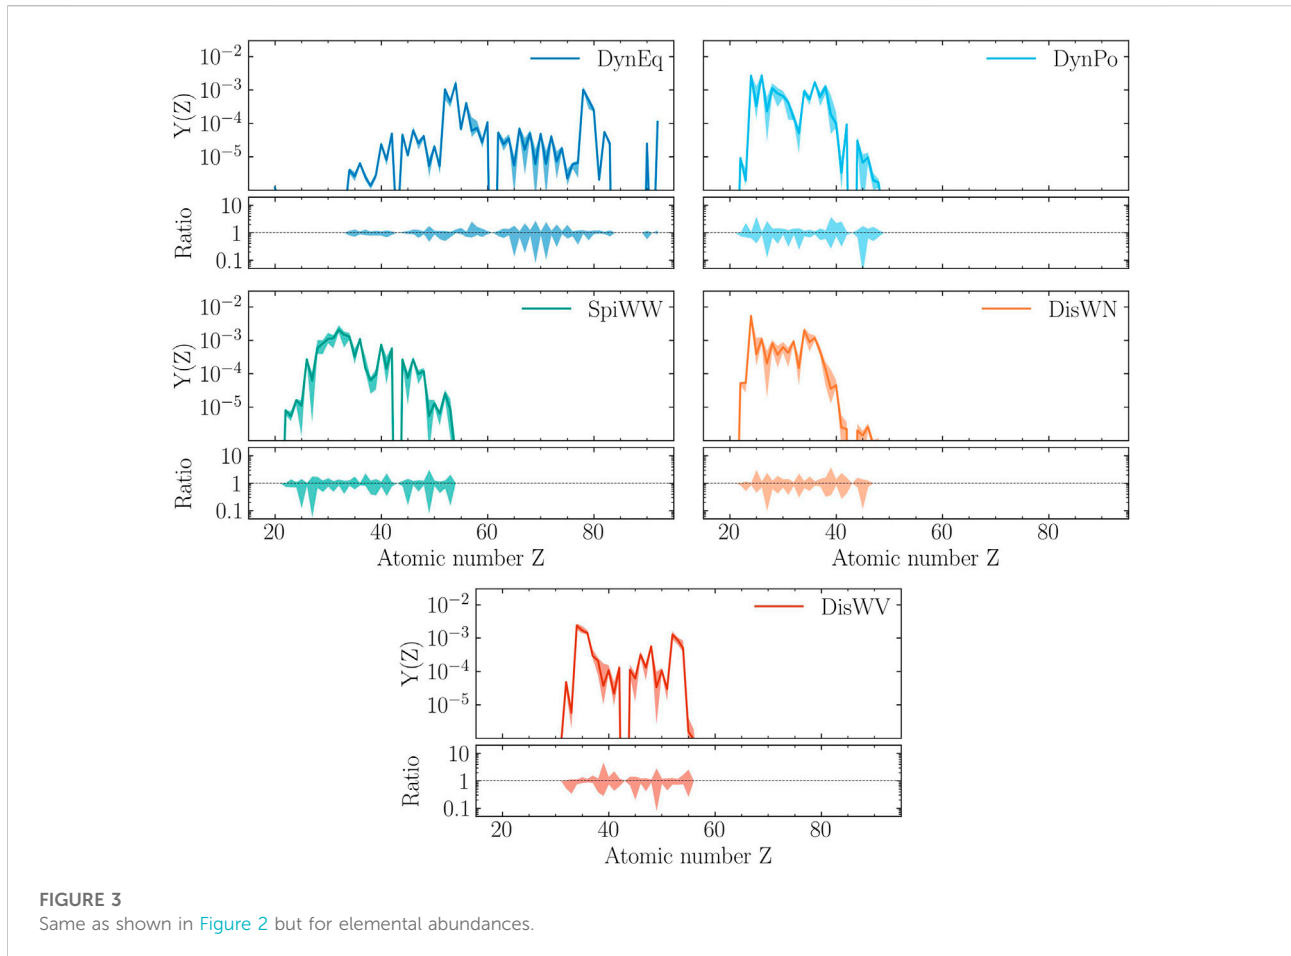 DynEq
10−2
10−3
10−4
10−5
Y(Z)
10
1
0.1
Ratio
DynPo
SpiWW
10−2
10−3
10−4
10−5
Y(Z)
10
1
0.1
Ratio
20 40 60 80
Atomic number Z
DisWN
20 40 60 80
Atomic number Z
DisWV
10−2
10−3
10−4
10−5
Y(Z)
10
1
0.1
Ratio
20 40 60 80
Atomic number Z
FIGURE 3
Same as shown in Figure 2 but for elemental abundances.